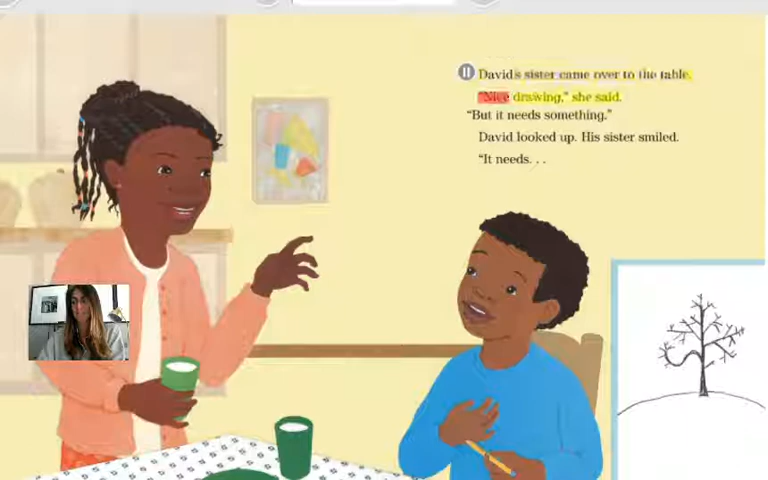 David's sister came over to the table.
"Nice drawing," she said.
"But it needs something."
David looked up. His sister smiled.
"It needs. . .